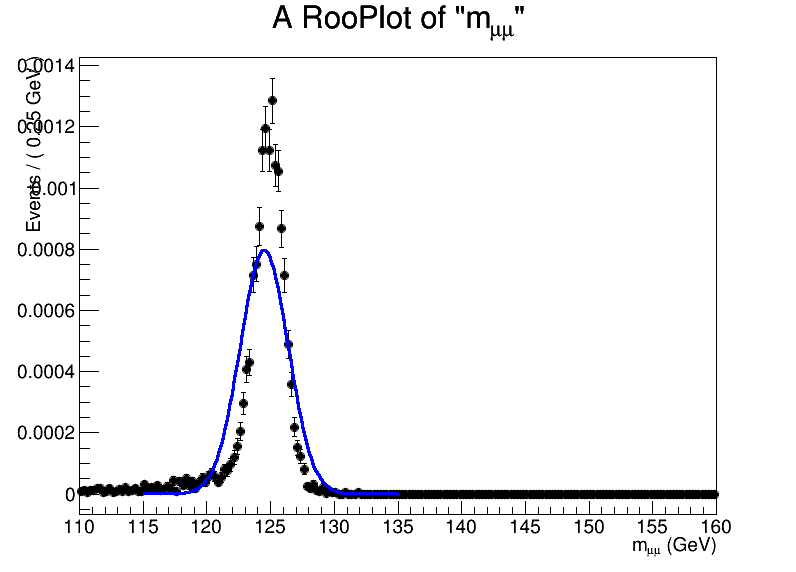 A RooPlot of "mμμ"
Events / ( 0.25 GeV )
0.0014
0.0012
0.001
0.0008
0.0006
0.0004
0.0002
0
110 115 120 125 130 135 140 145 150 155 160
mμμ (GeV)